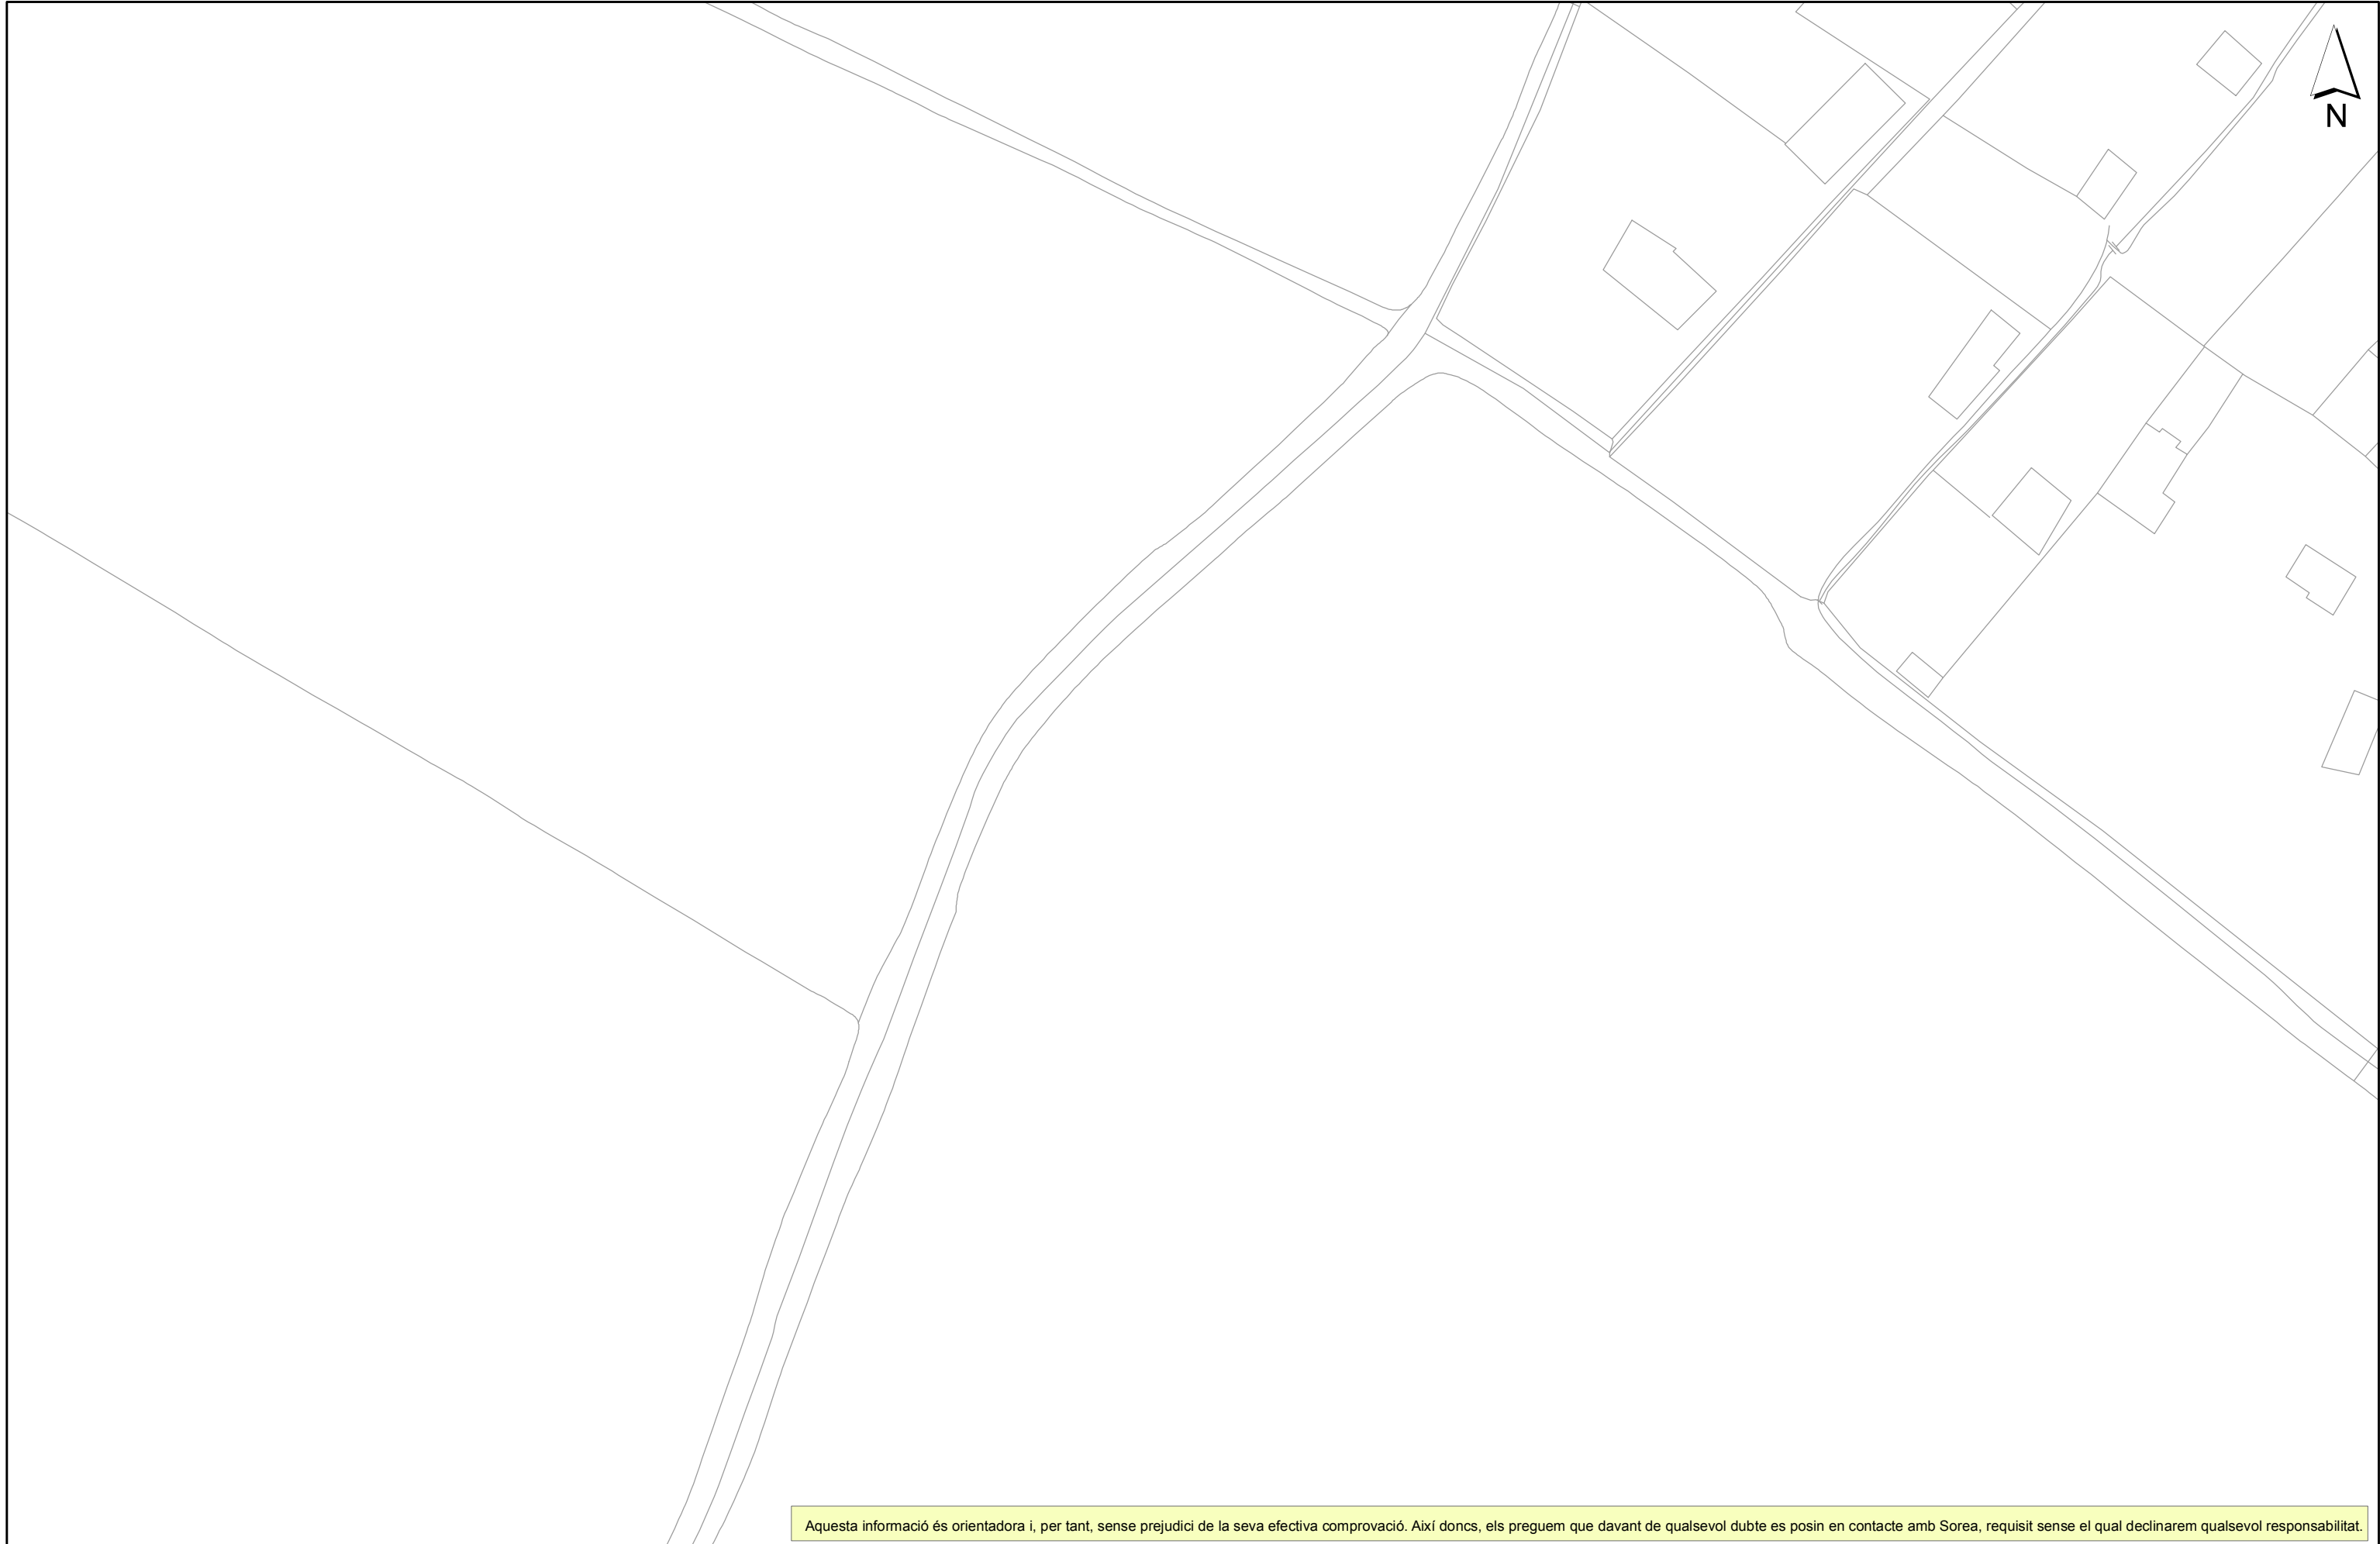 N
Aquesta informació és orientadora i, per tant, sense prejudici de la seva efectiva comprovació. Així doncs, els preguem que davant de qualsevol dubte es posin en contacte amb Sorea, requisit sense el qual declinarem qualsevol responsabilitat.